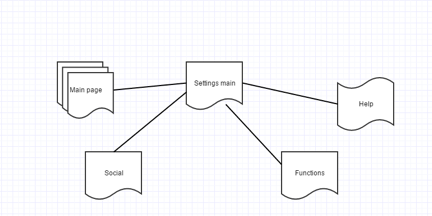 Main page
Settings main
Help
Social
Functions